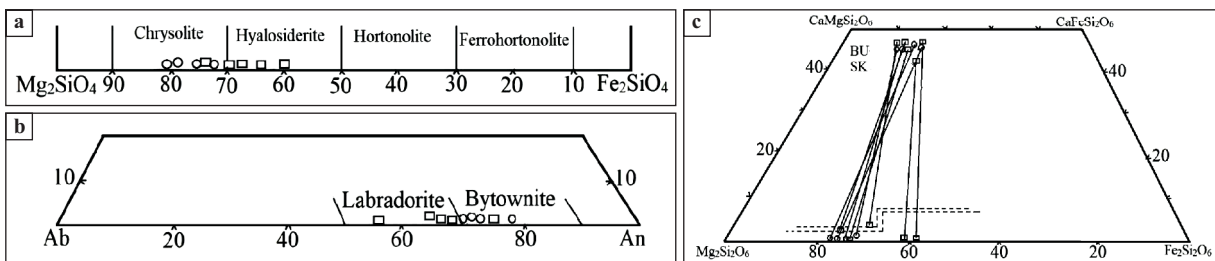 a
Chrysolite Hyalosiderite Hortonolite Ferrohortonolite
Mg₂SiO₄ 90 80 70 60 50 40 30 20 10 Fe₂SiO₄
b
10 10
Labradorite Bytownite
Ab 20 40 60 80 An
c
CaMgSi₂O₆ CaFeSi₂O₆
BU
SK
40 40
20 20
Mg₂Si₂O₆ 80 60 40 20 Fe₂Si₂O₆